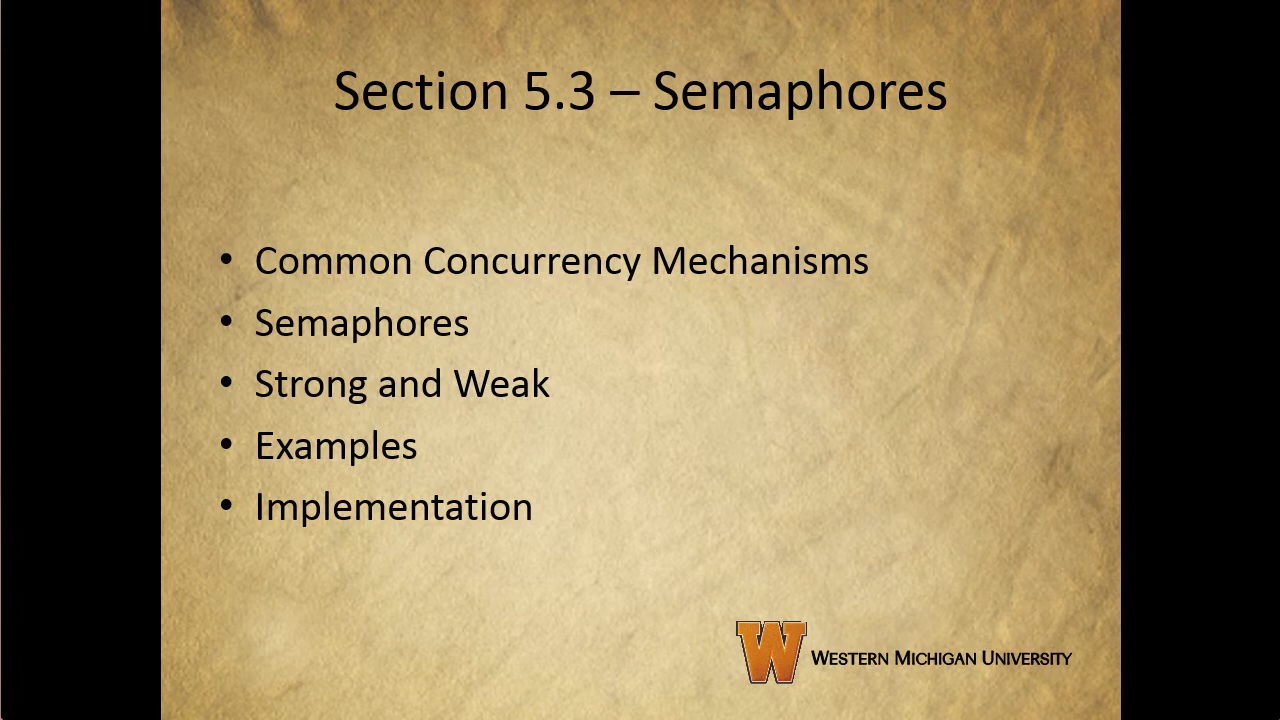 Section 5.3 – Semaphores
• Common Concurrency Mechanisms
• Semaphores
• Strong and Weak
• Examples
• Implementation
W WESTERN MICHIGAN UNIVERSITY